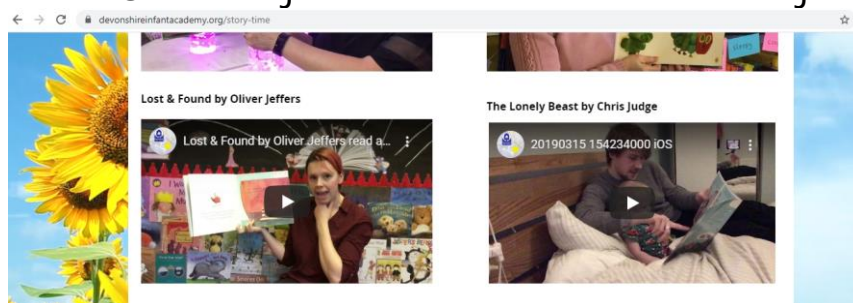 devonshireinfantacademy.org/story-time
Lost & Found by Oliver Jeffers
The Lonely Beast by Chris Judge
Lost & Found by Oliver Jeffers read a...
20190315 154234000 iOS